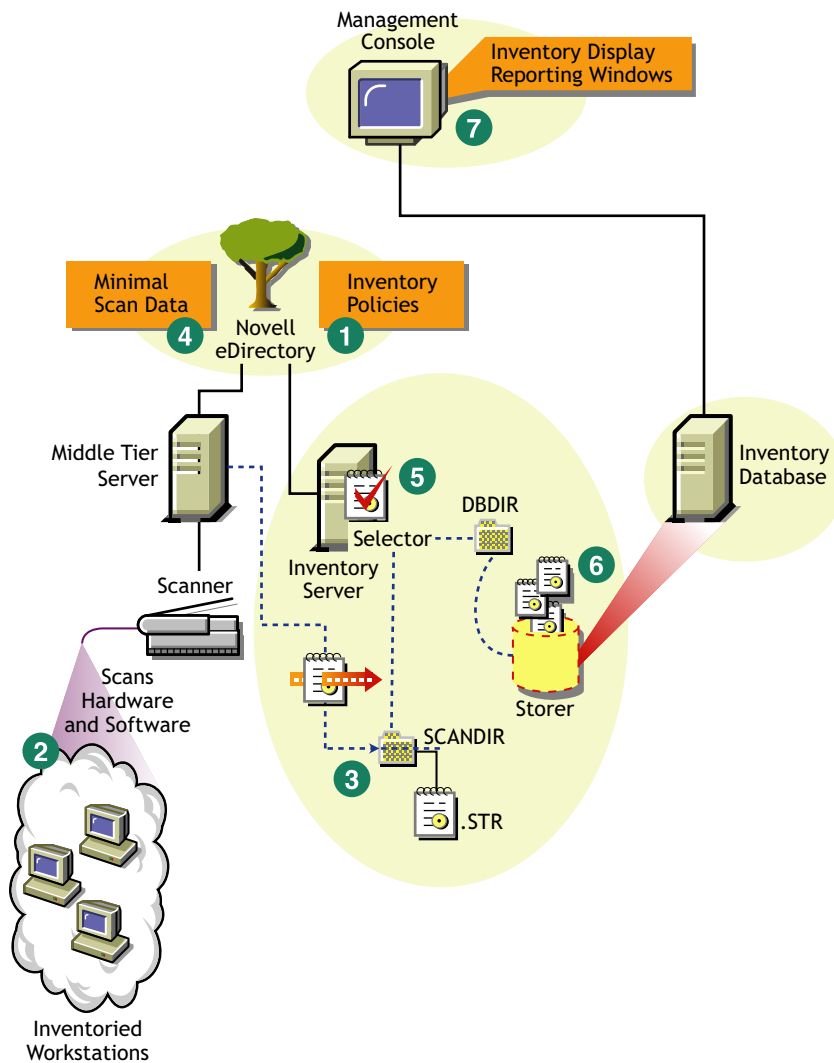 Management
Console
Inventory Display
Reporting Windows
7
Minimal
Scan Data
4
Inventory
Policies
1
Novell
eDirectory
Middle Tier
Server
5
Selector
Inventory
Server
DBDIR
Inventory
Database
6
Storer
Scanner
Scans
Hardware
and Software
2
SCANDIR
3
.STR
Inventoried
Workstations